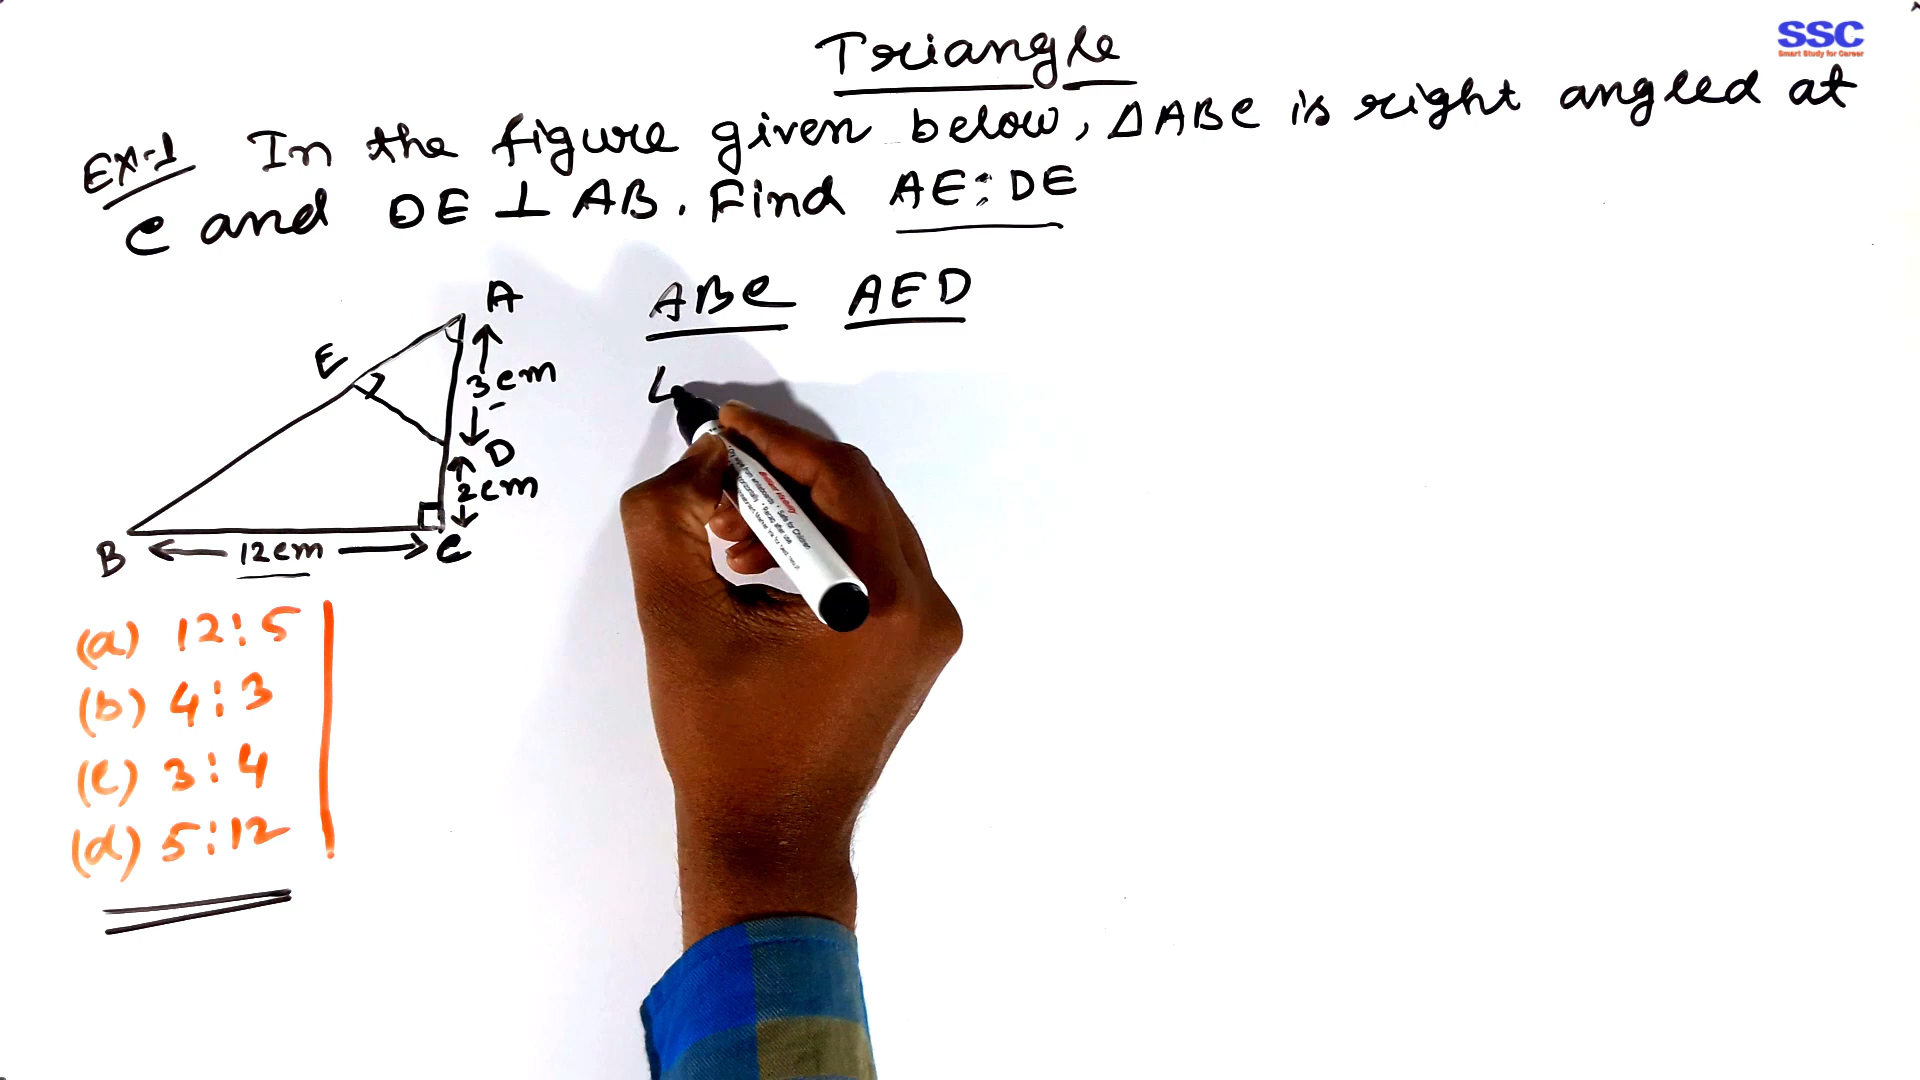 Triangle
SSC
Smart Study for Career
Ex-1 In the figure given below, ΔABC is right angled at
C and DE ⊥ AB. Find AE:DE
ABC AED
A
E
3cm
D
2cm
B
12cm
C
(a) 12:5
(b) 4:3
(c) 3:4
(d) 5:12